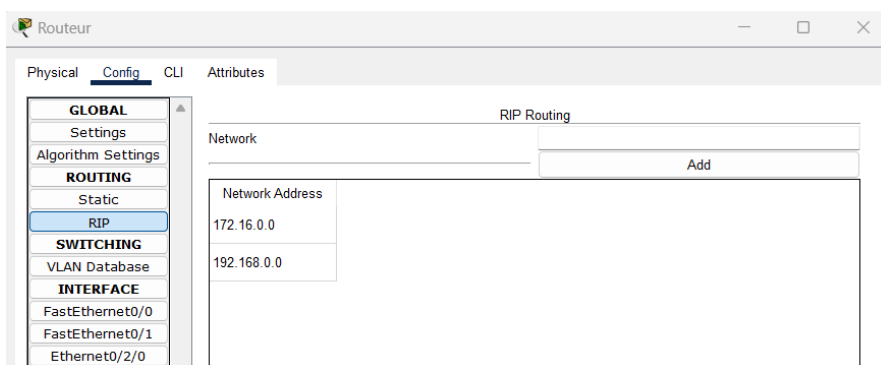 Routeur
Physical Config CLI Attributes
GLOBAL
Settings
Algorithm Settings
ROUTING
Static
RIP
SWITCHING
VLAN Database
INTERFACE
FastEthernet0/0
FastEthernet0/1
Ethernet0/2/0
RIP Routing
Network
Add
Network Address
172.16.0.0
192.168.0.0